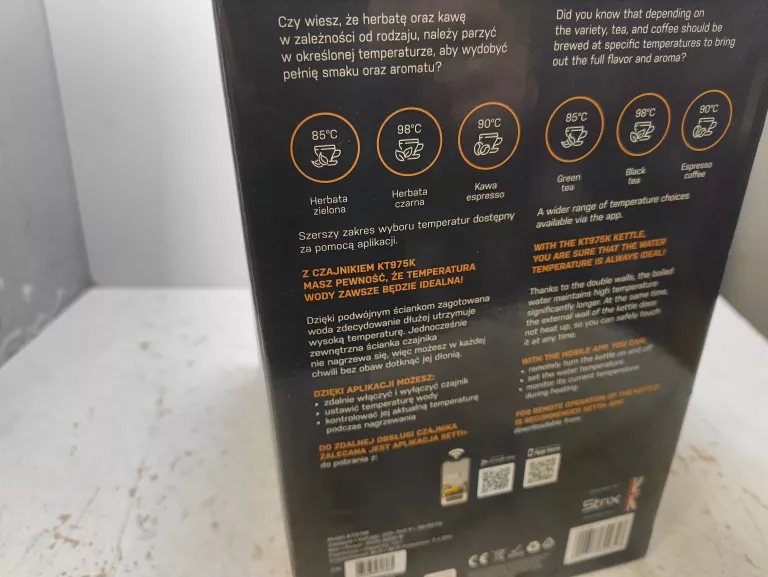 Czy wiesz, że herbatę oraz kawę
w zależności od rodzaju, należy parzyć
w określonej temperaturze, aby wydobyć
pełnię smaku oraz aromatu?
85°C
98°C
90°C
Herbata
zielona
Herbata
czarna
Kawa
espresso
Szerszy zakres wyboru temperatur dostępny
za pomocą aplikacji.
Z CZAJNIKIEM KT975K
MASZ PEWNOŚĆ, ŻE TEMPERATURA
WODY ZAWSZE BĘDZIE IDEALNA!
Dzięki podwójnym ściankom zagotowana
woda zdecydowanie dłużej utrzymuje
wysoką temperaturę. Jednocześnie
zewnętrzna ścianka czajnika
nie nagrzewa się, więc możesz w każdej
chwili bez obaw dotknąć jej dłonią.
DZIĘKI APLIKACJI MOŻESZ:
• zdalnie włączyć i wyłączyć czajnik
• ustawić temperaturę wody
• kontrolować jej aktualną temperaturę
podczas nagrzewania
DO ZDALNEJ OBSŁUGI CZAJNIKA
ZALECANA JEST APLIKACJA SETTI+
do pobrania z:
Did you know that depending on
the variety, tea, and coffee should be
brewed at specific temperatures to bring
out the full flavor and aroma?
85°C
98°C
90°C
Green
tea
Black
tea
Espresso
coffee
A wider range of temperature choices
available via the app.
WITH THE KT975K KETTLE,
YOU ARE SURE THAT THE WATER
TEMPERATURE IS ALWAYS IDEAL!
Thanks to the double walls, the boiled
water maintains high temperature
significantly longer. At the same time,
the external wall of the kettle does
not heat up, so you can safely touch
it at any time.
WITH THE MOBILE APP, YOU CAN:
• remotely turn the kettle on and off
• set the water temperature
• monitor its current temperature
during heating
FOR REMOTE OPERATION OF THE KETTLE
IS RECOMMENDED SETTI+ APP
downloadable from:
App Store
Strix
CE